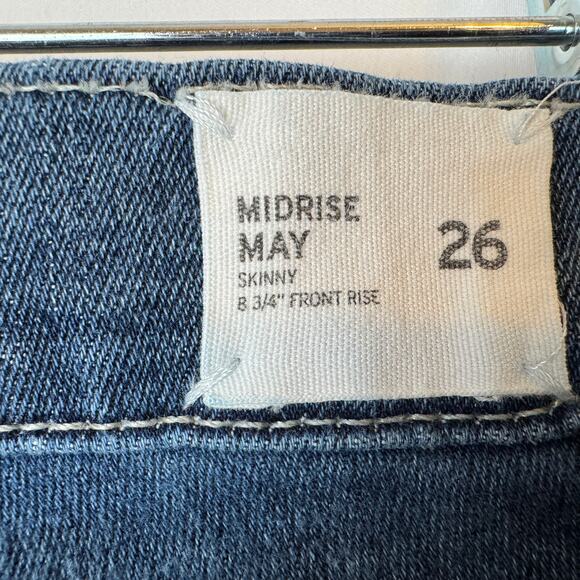 MIDRISE
MAY 26
SKINNY
8 3/4" FRONT RISE